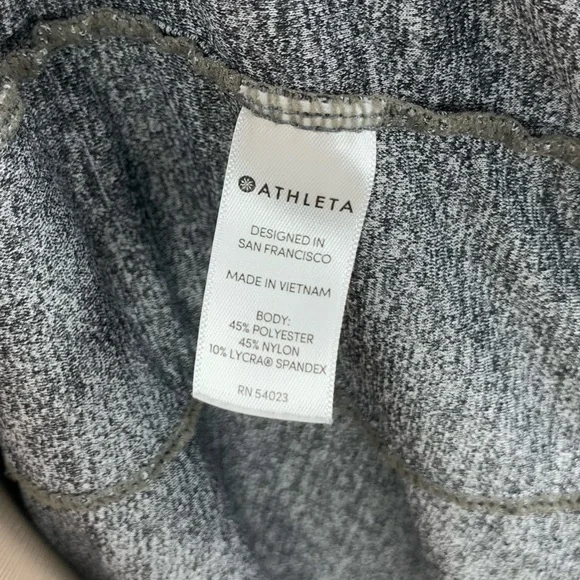 ATHLETA
DESIGNED IN
SAN FRANCISCO
MADE IN VIETNAM
BODY:
45% POLYESTER
45% NYLON
10% LYCRA® SPANDEX
RN 54023